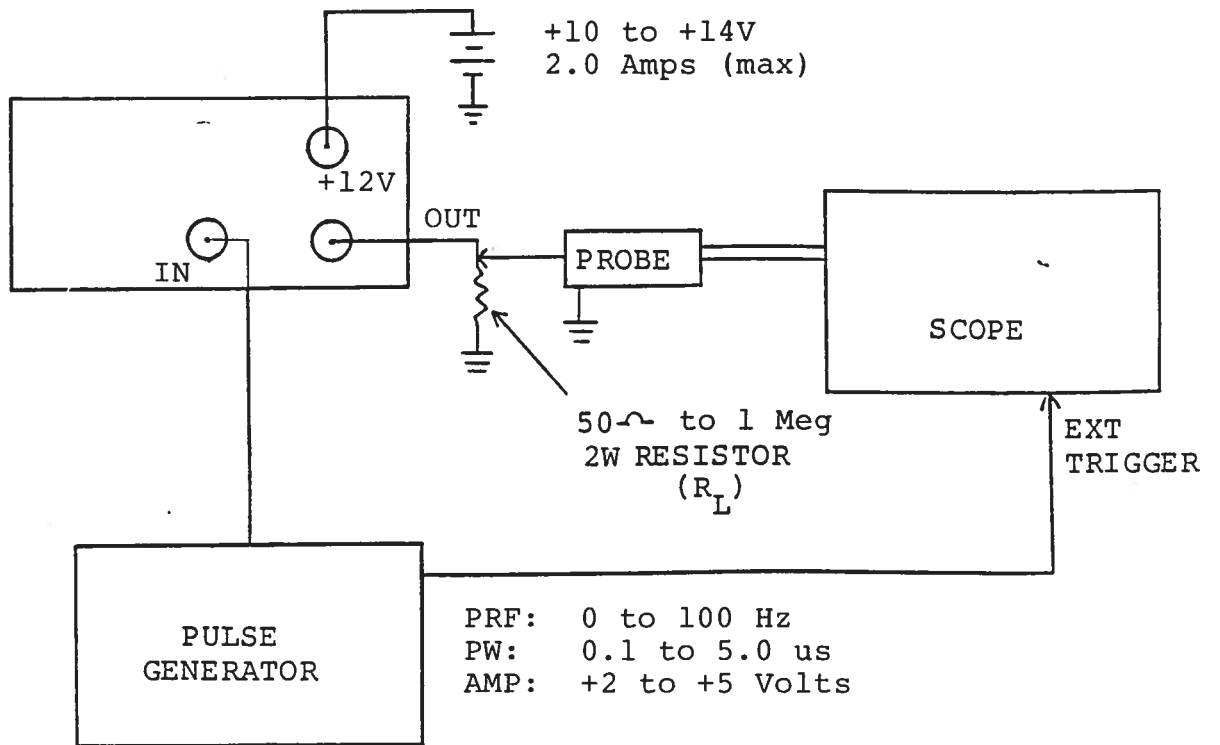 +10 to +14V
2.0 Amps (max)
+12V
OUT
IN
PROBE
SCOPE
50Ω to 1 Meg
2W RESISTOR
(R_L)
EXT
TRIGGER
PULSE
GENERATOR
PRF: 0 to 100 Hz
PW: 0.1 to 5.0 us
AMP: +2 to +5 Volts